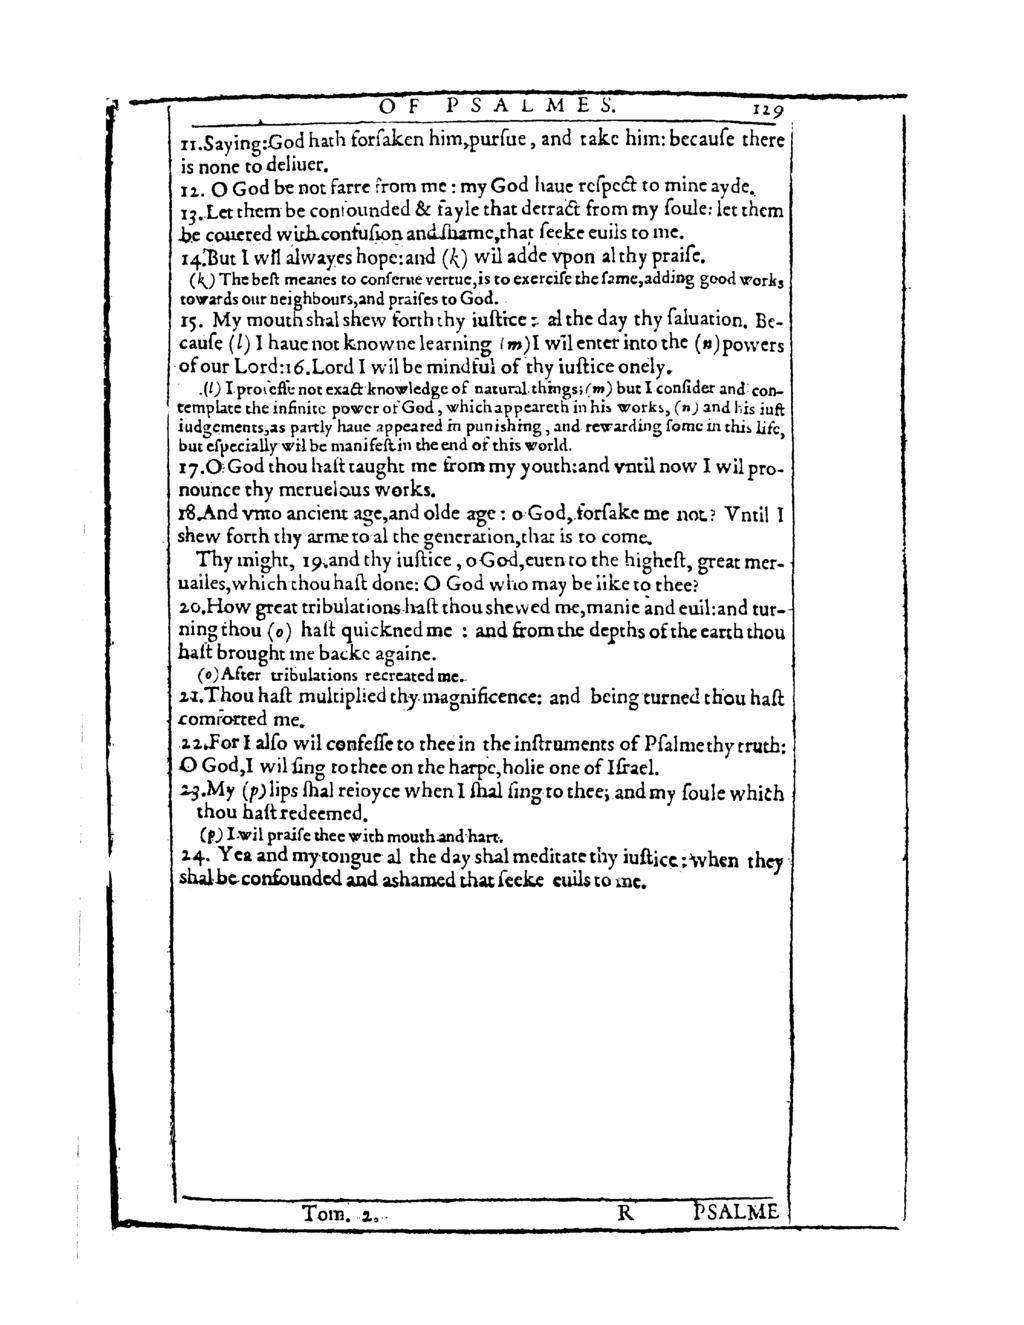 OF PSALMES. 129
11.Saying:God hath forſaken him,purſue, and take him: becauſe there
is none to deliuer.
12. O God be not farre from me : my God haue reſpect to mine ayde.
13. Let them be confounded & fayle that detract from my ſoule: let them
be couered with confuſion and ſhame,that ſeeke euils to me.
14.But I wil alwayes hope:and (k) wil adde vpon al thy praiſe.
(k) The beſt meanes to conſerue vertue,is to exerciſe the ſame,adding good works
towards our neighbours,and praiſes to God.
15. My mouth shal shew forth thy iuſtice : al the day thy ſaluation. Be-
cauſe (l) I haue not knowne learning (m)I wil enter into the (n)powers
of our Lord:16.Lord I wil be mindful of thy iuſtice onely.
(l) I profeſſe not exact knowledge of natural things;(m) but I conſider and con-
template the infinite power of God, which appeareth in his works, (n) and his iuſt
iudgements,as partly haue appeared in punishing, and rewarding ſome in this life,
but eſpecially wil be manifeſt in the end of this world.
17.O God thou haſt taught me from my youth:and vntil now I wil pro-
nounce thy meruelous works.
18.And vnto ancient age,and olde age : o God, forſake me not.? Vntil I
shew forth thy arme to al the generation,that is to come.
Thy might, 19.and thy iuſtice, o God,euen to the higheſt, great mer-
uailes,which thou haſt done: O God who may be like to thee?
20.How great tribulations haſt thou shewed me,manie and euil:and tur-
ning thou (o) haſt quickned me : and from the depths of the earth thou
haſt brought me backe againe.
(o)After tribulations recreated me.
21.Thou haſt multiplied thy magnificence: and being turned thou haſt
comforted me.
22.For I alſo wil confeſſe to thee in the inſtruments of Pſalme thy truth:
O God,I wil ſing to thee on the harpe,holie one of Iſrael.
23.My (p)lips ſhal reioyce when I ſhal ſing to thee; and my ſoule which
thou haſt redeemed.
(p) I wil praiſe thee with mouth and hart.
24. Yea and my tongue al the day shal meditate thy iuſtice: when they
shal be confounded and ashamed that ſeeke euils to me.
Tom. 2. R PSALME